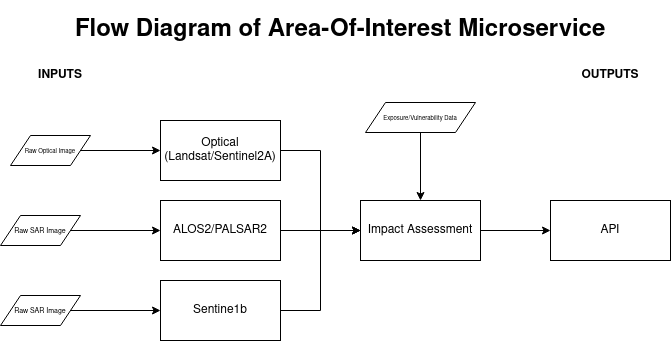 Flow Diagram of Area-Of-Interest Microservice
INPUTS
OUTPUTS
Exposure/Vulnerability Data
Raw Optical Image
Optical
(Landsat/Sentinel2A)
Raw SAR Image
ALOS2/PALSAR2
Impact Assessment
API
Raw SAR Image
Sentine1b